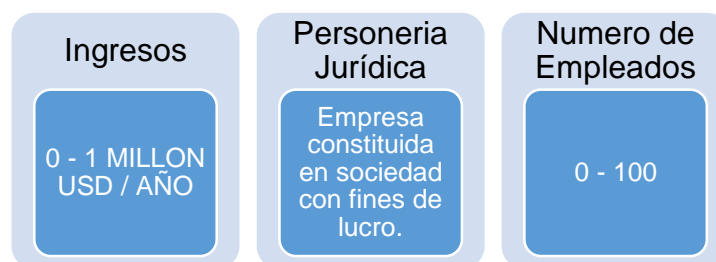 Ingresos
0 - 1 MILLON
USD / AÑO
Personeria
Jurídica
Empresa
constituida
en sociedad
con fines de
lucro.
Numero de
Empleados
0 - 100